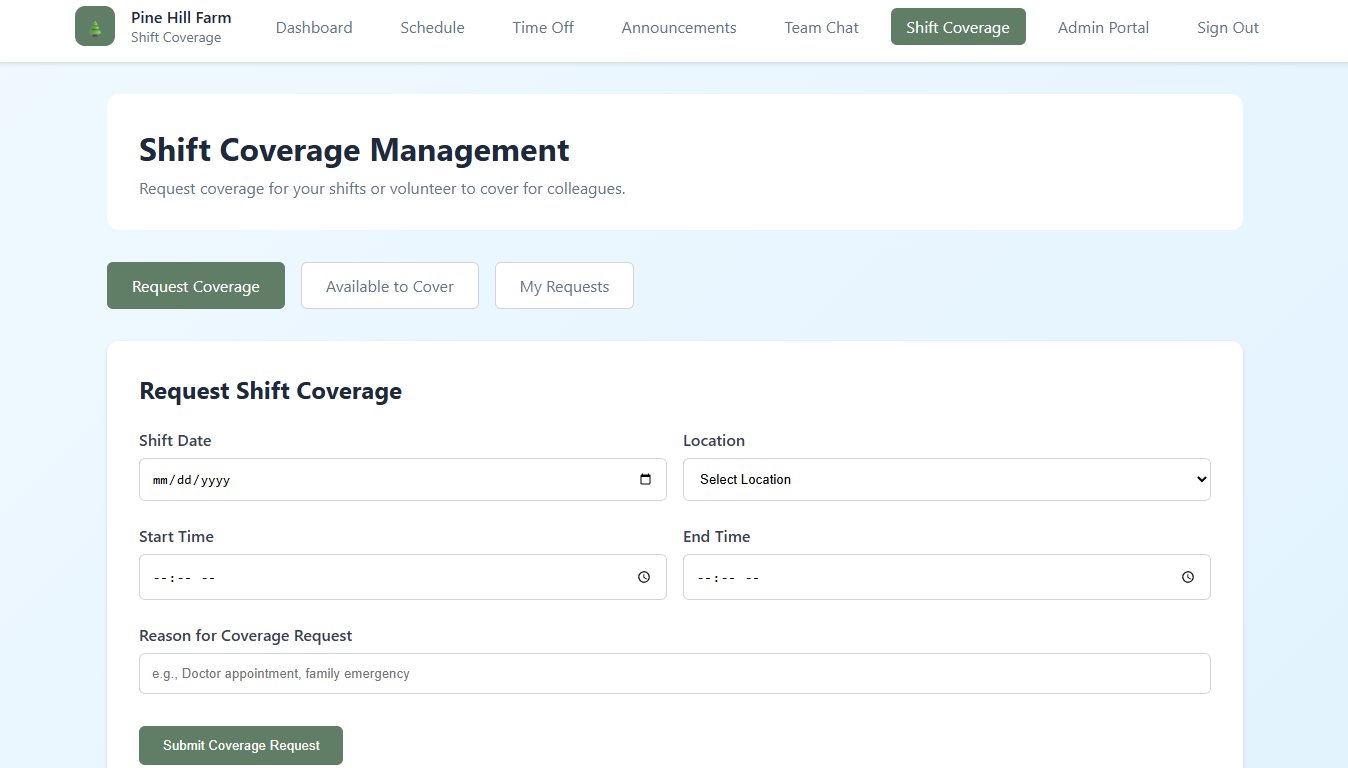 Pine Hill Farm
Shift Coverage
Dashboard
Schedule
Time Off
Announcements
Team Chat
Shift Coverage
Admin Portal
Sign Out
Shift Coverage Management
Request coverage for your shifts or volunteer to cover for colleagues.
Request Coverage
Available to Cover
My Requests
Request Shift Coverage
Shift Date
Location
mm/dd/yyyy
Select Location
Start Time
End Time
--:-- --
--:-- --
Reason for Coverage Request
e.g., Doctor appointment, family emergency
Submit Coverage Request